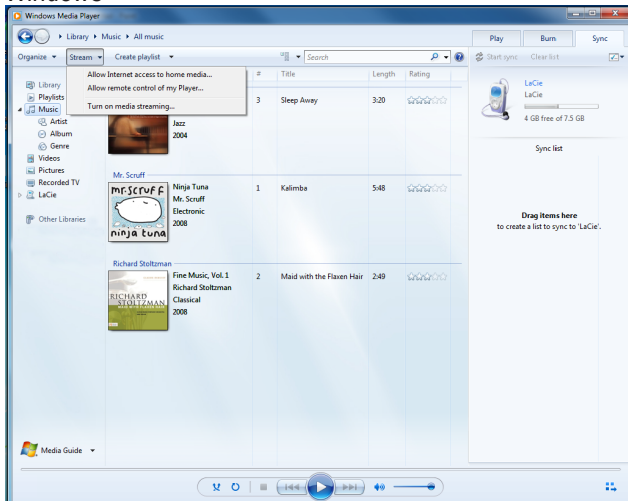 Windows
Windows Media Player
Library Music All music
Play Burn Sync
Organize Stream Create playlist Search Start sync Clear list
Allow Internet access to home media...
Allow remote control of my Player...
Turn on media streaming...
# Title Length Rating
Library
Playlists
Music
Artist
Album
Genre
Videos
Pictures
Recorded TV
LaCie
Other Libraries
3 Sleep Away 3:20
Jazz
2004
Mr. Scruff
mr.scruff
ninja tuna
Ninja Tuna 1 Kalimba 5:48
Mr. Scruff
Electronic
2008
Richard Stoltzman
RICHARD
STOLTZMAN
Fine Music, Vol. 1 2 Maid with the Flaxen Hair 2:49
Richard Stoltzman
Classical
2008
LaCie
LaCie
4 GB free of 7.5 GB
Sync list
Drag items here
to create a list to sync to 'LaCie'.
Media Guide